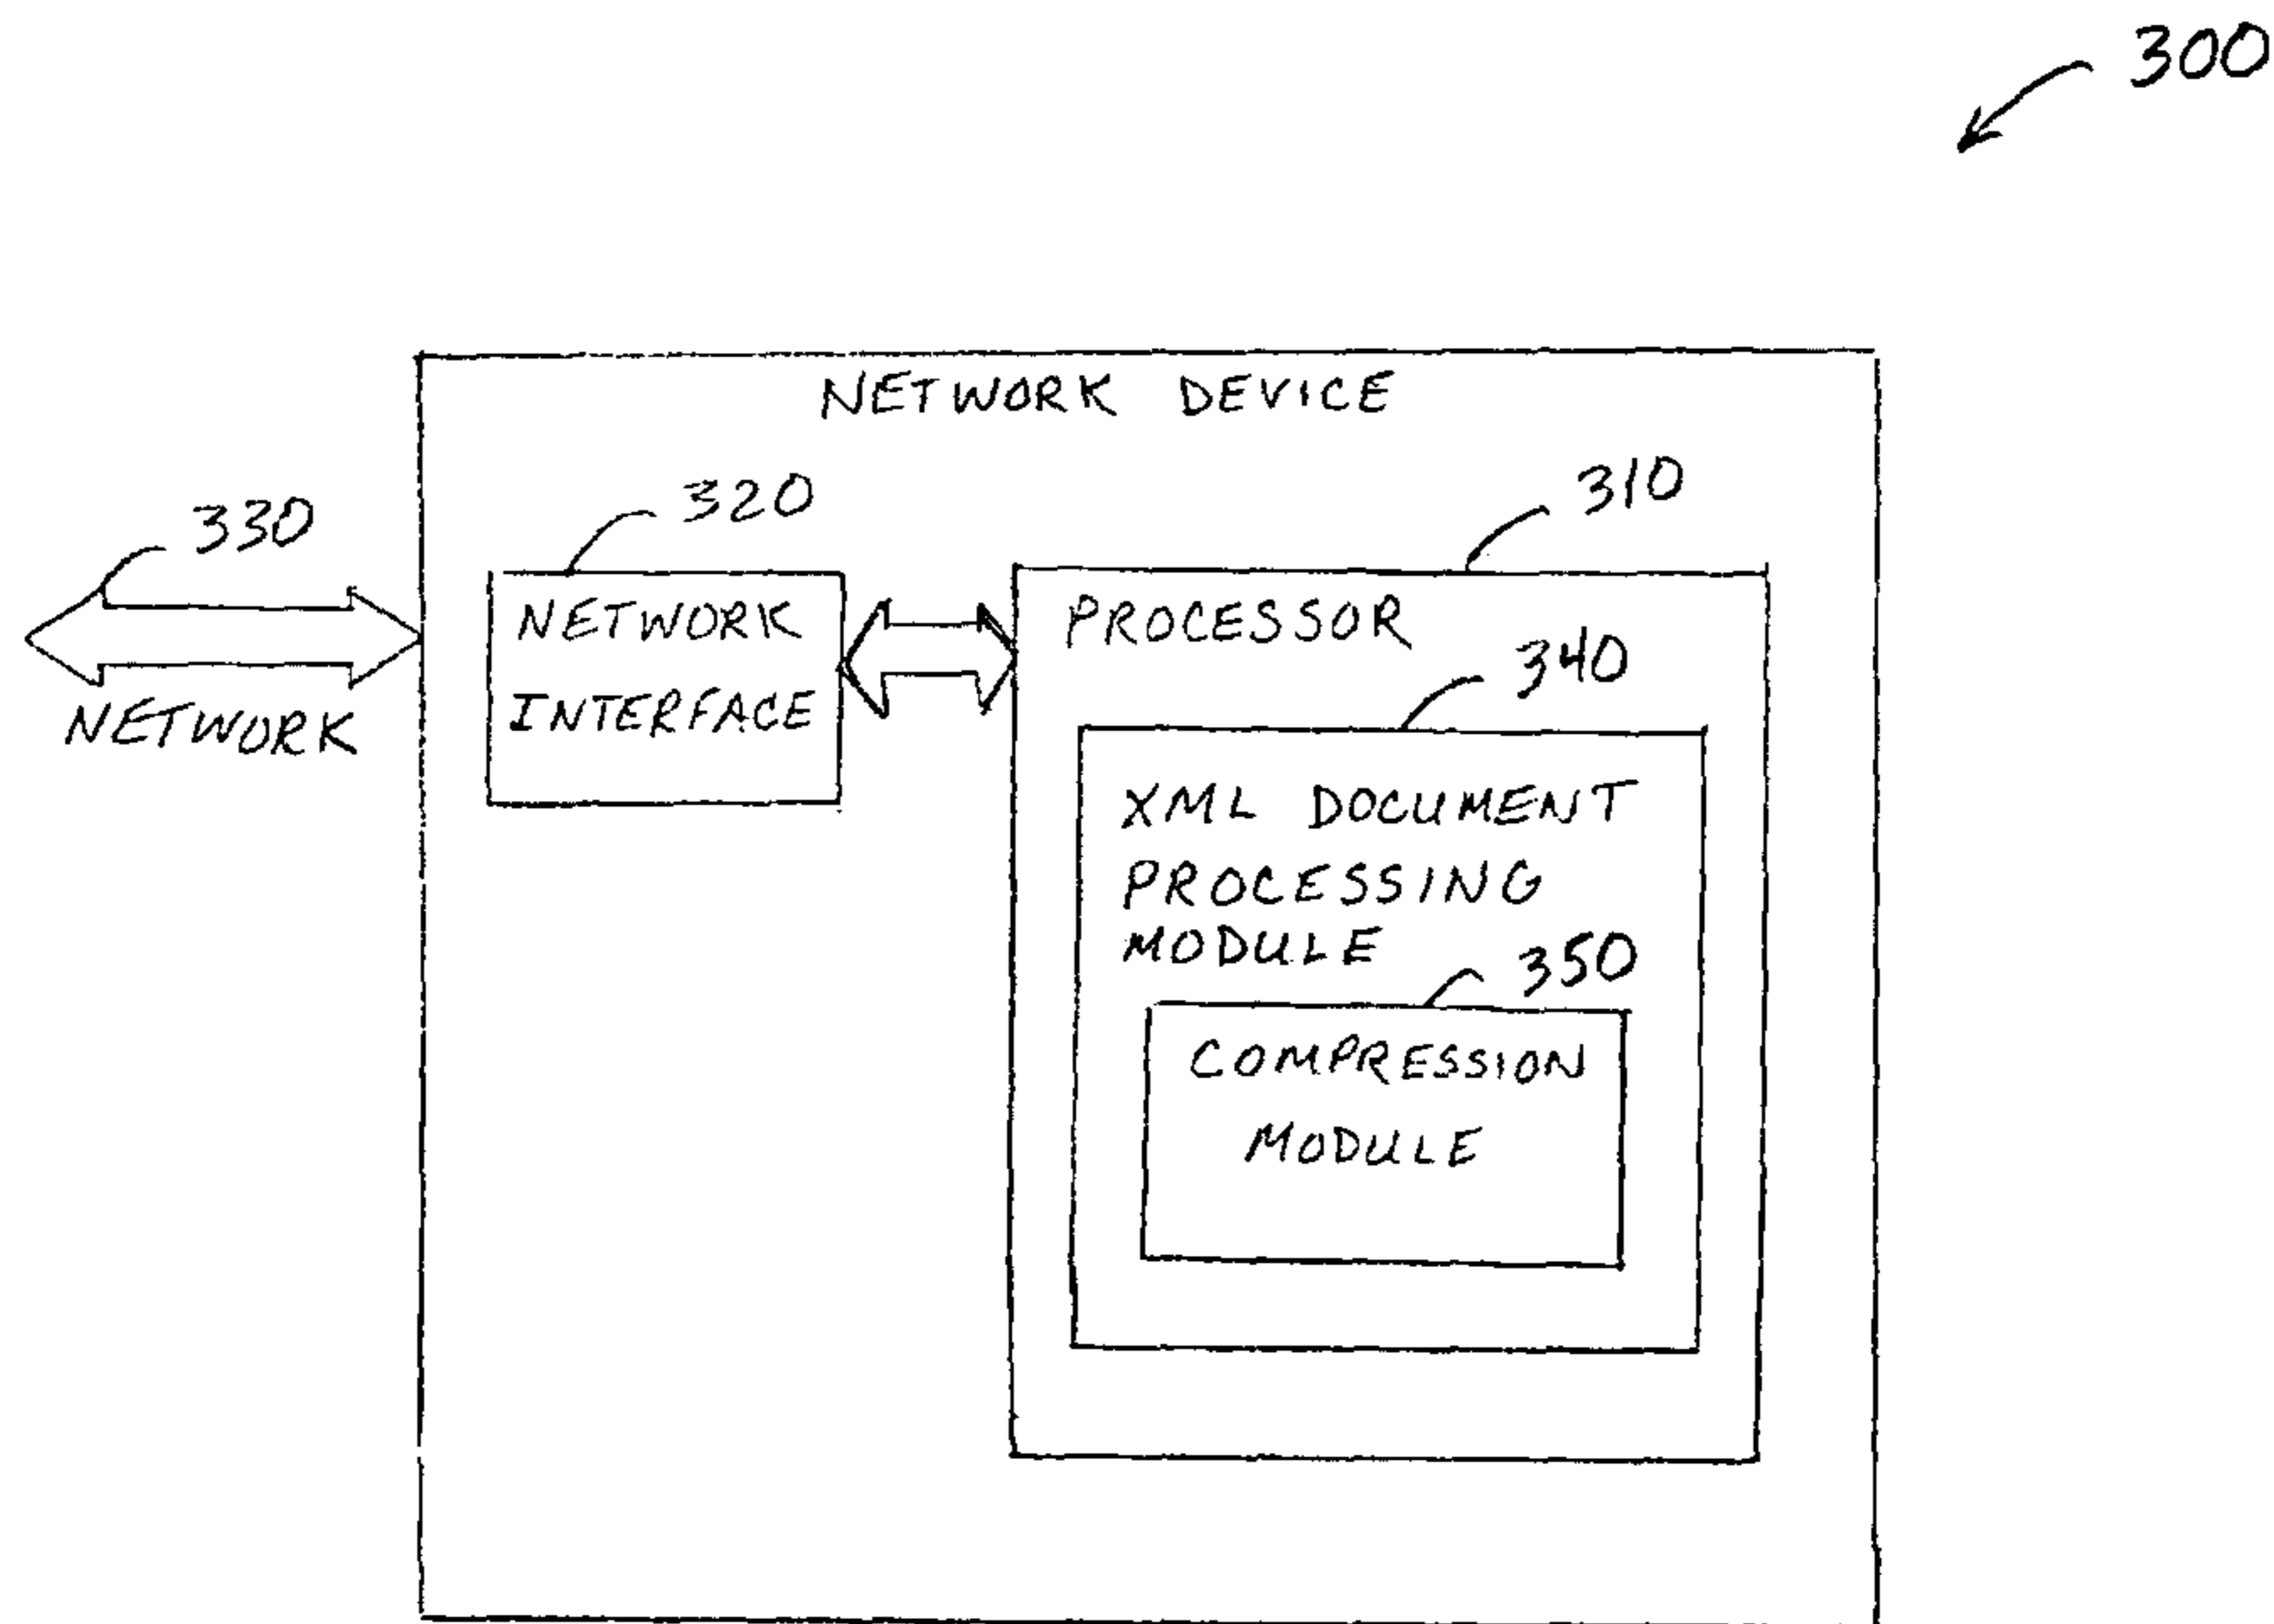 300
NETWORK DEVICE
310
320
330
NETWORK
INTERFACE
PROCESSOR
340
NETWORK
XML DOCUMENT
PROCESSING
MODULE
350
COMPRESSION
MODULE